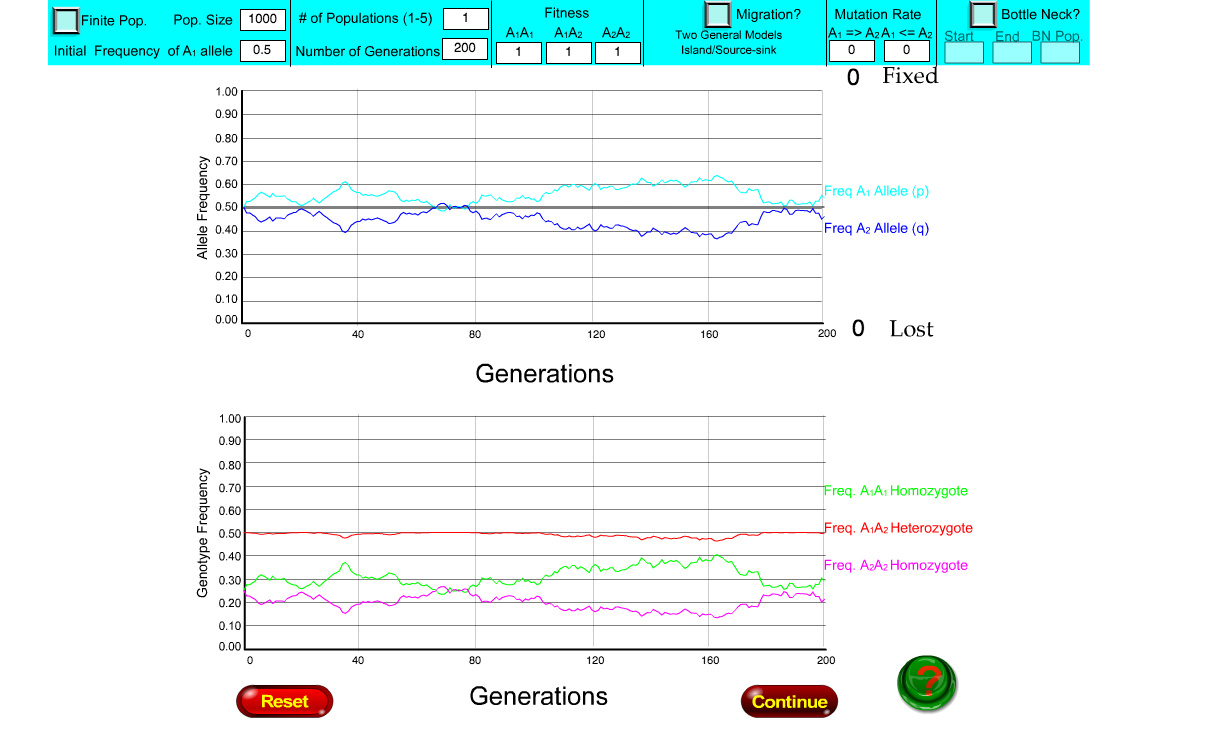 Finite Pop. Pop. Size 1000
Initial Frequency of A₁ allele 0.5
# of Populations (1-5) 1
Number of Generations 200
Fitness
A₁A₁ A₁A₂ A₂A₂
1 1 1
Migration?
Two General Models
Island/Source-sink
Mutation Rate
A₁ => A₂ A₁ <= A₂
0 0
Bottle Neck?
Start End BN Pop.
0 Fixed
1.00
0.90
0.80
0.70
0.60
0.50
0.40
0.30
0.20
0.10
0.00
Allele Frequency
Freq A₁ Allele (p)
Freq A₂ Allele (q)
0 40 80 120 160 200
0 Lost
Generations
1.00
0.90
0.80
0.70
0.60
0.50
0.40
0.30
0.20
0.10
0.00
Genotype Frequency
Freq. A₁A₁ Homozygote
Freq. A₁A₂ Heterozygote
Freq. A₂A₂ Homozygote
0 40 80 120 160 200
Generations
Reset
Continue
?